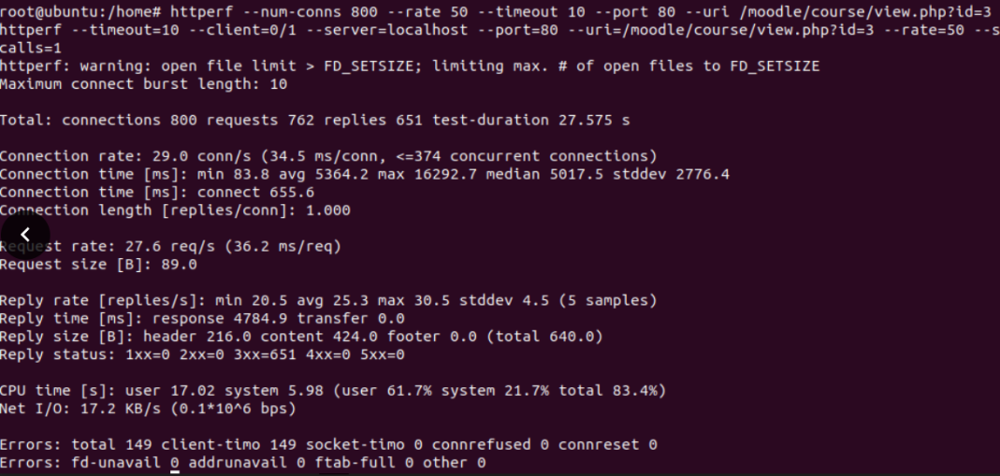 root@ubuntu:/home# httperf --num-conns 800 --rate 50 --timeout 10 --port 80 --uri /moodle/course/view.php?id=3
httperf --timeout=10 --client=0/1 --server=localhost --port=80 --uri=/moodle/course/view.php?id=3 --rate=50 --s
calls=1
httperf: warning: open file limit > FD_SETSIZE; limiting max. # of open files to FD_SETSIZE
Maximum connect burst length: 10
Total: connections 800 requests 762 replies 651 test-duration 27.575 s
Connection rate: 29.0 conn/s (34.5 ms/conn, <=374 concurrent connections)
Connection time [ms]: min 83.8 avg 5364.2 max 16292.7 median 5017.5 stddev 2776.4
Connection time [ms]: connect 655.6
Connection length [replies/conn]: 1.000
Request rate: 27.6 req/s (36.2 ms/req)
Request size [B]: 89.0
Reply rate [replies/s]: min 20.5 avg 25.3 max 30.5 stddev 4.5 (5 samples)
Reply time [ms]: response 4784.9 transfer 0.0
Reply size [B]: header 216.0 content 424.0 footer 0.0 (total 640.0)
Reply status: 1xx=0 2xx=0 3xx=651 4xx=0 5xx=0
CPU time [s]: user 17.02 system 5.98 (user 61.7% system 21.7% total 83.4%)
Net I/O: 17.2 KB/s (0.1*10^6 bps)
Errors: total 149 client-timo 149 socket-timo 0 connrefused 0 connreset 0
Errors: fd-unavail 0 addrunavail 0 ftab-full 0 other 0